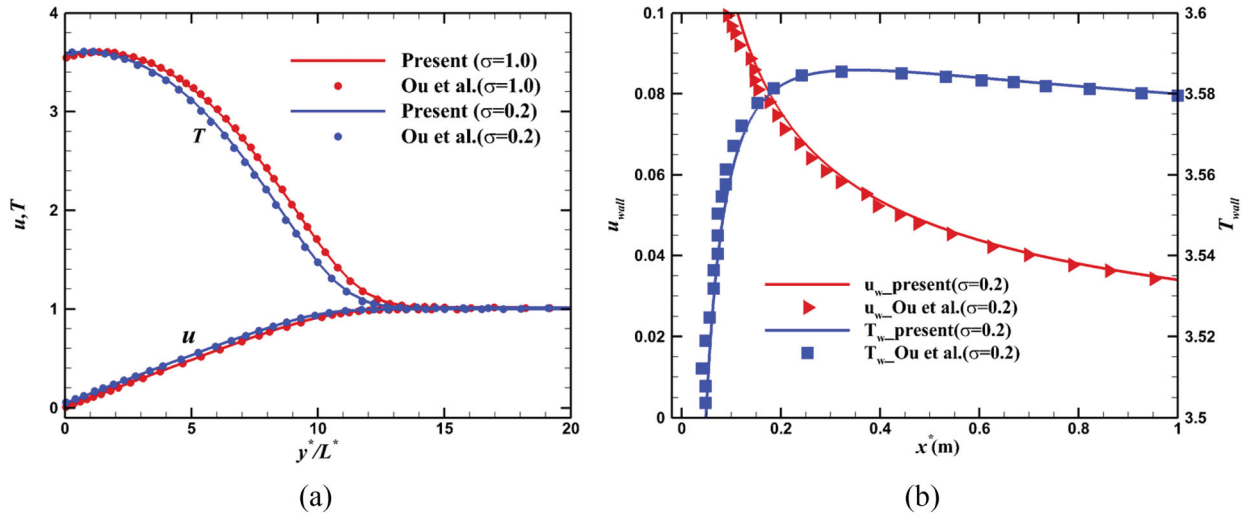 4
3
2
1
0
u,T
0
5
10
15
20
y*/L*
Present (σ=1.0)
Ou et al.(σ=1.0)
Present (σ=0.2)
Ou et al.(σ=0.2)
T
u
(a)
0.1
0.08
0.06
0.04
0.02
0
u_wall
0
0.2
0.4
0.6
0.8
1
x*(m)
3.6
3.58
3.56
3.54
3.52
3.5
T_wall
u_w_present(σ=0.2)
u_w_Ou et al.(σ=0.2)
T_w_present(σ=0.2)
T_w_Ou et al.(σ=0.2)
(b)